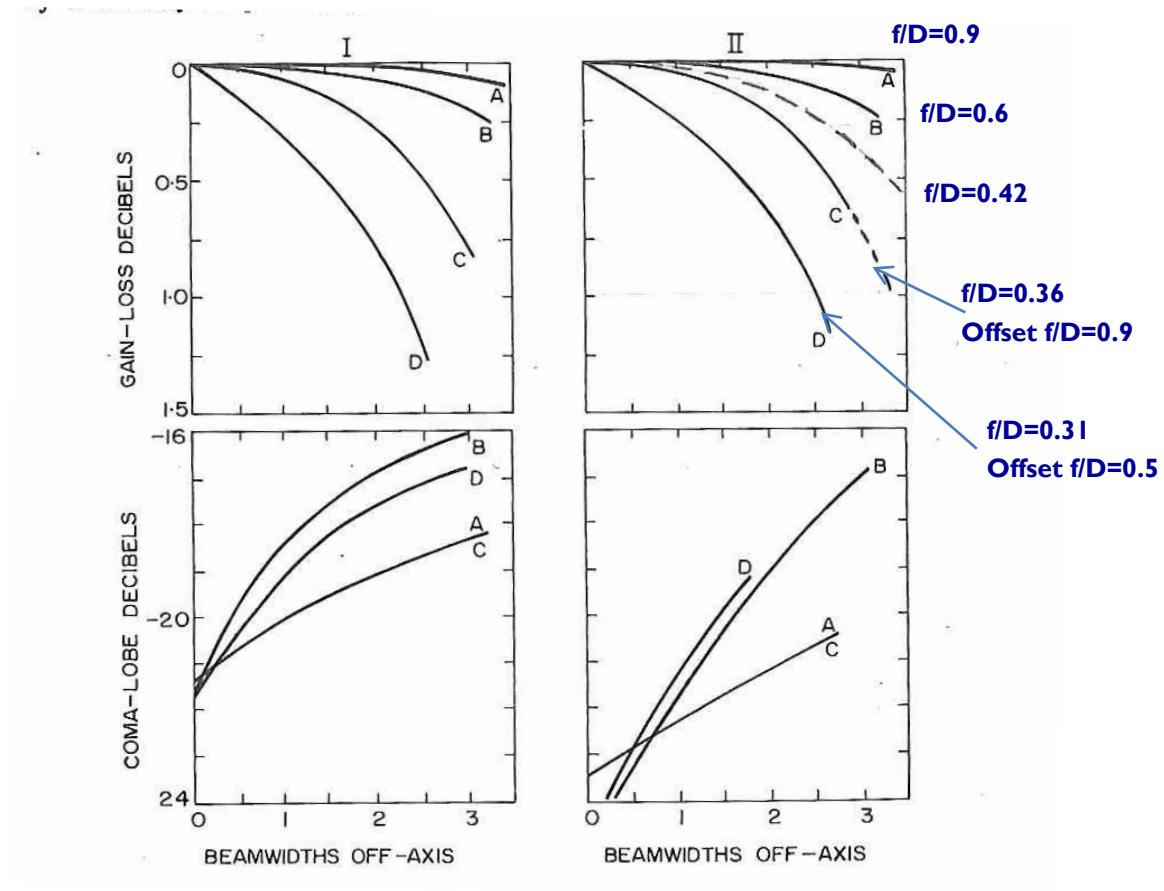 I
II
f/D=0.9
0
A
B
C
D
0·5
1·0
1·5
GAIN-LOSS DECIBELS
A
B
C
D
f/D=0.6
f/D=0.42
f/D=0.36
Offset f/D=0.9
f/D=0.31
Offset f/D=0.5
-16
-20
24
COMA-LOBE DECIBELS
B
D
A
C
0 1 2 3
BEAMWIDTHS OFF-AXIS
B
D
A
C
0 1 2 3
BEAMWIDTHS OFF-AXIS